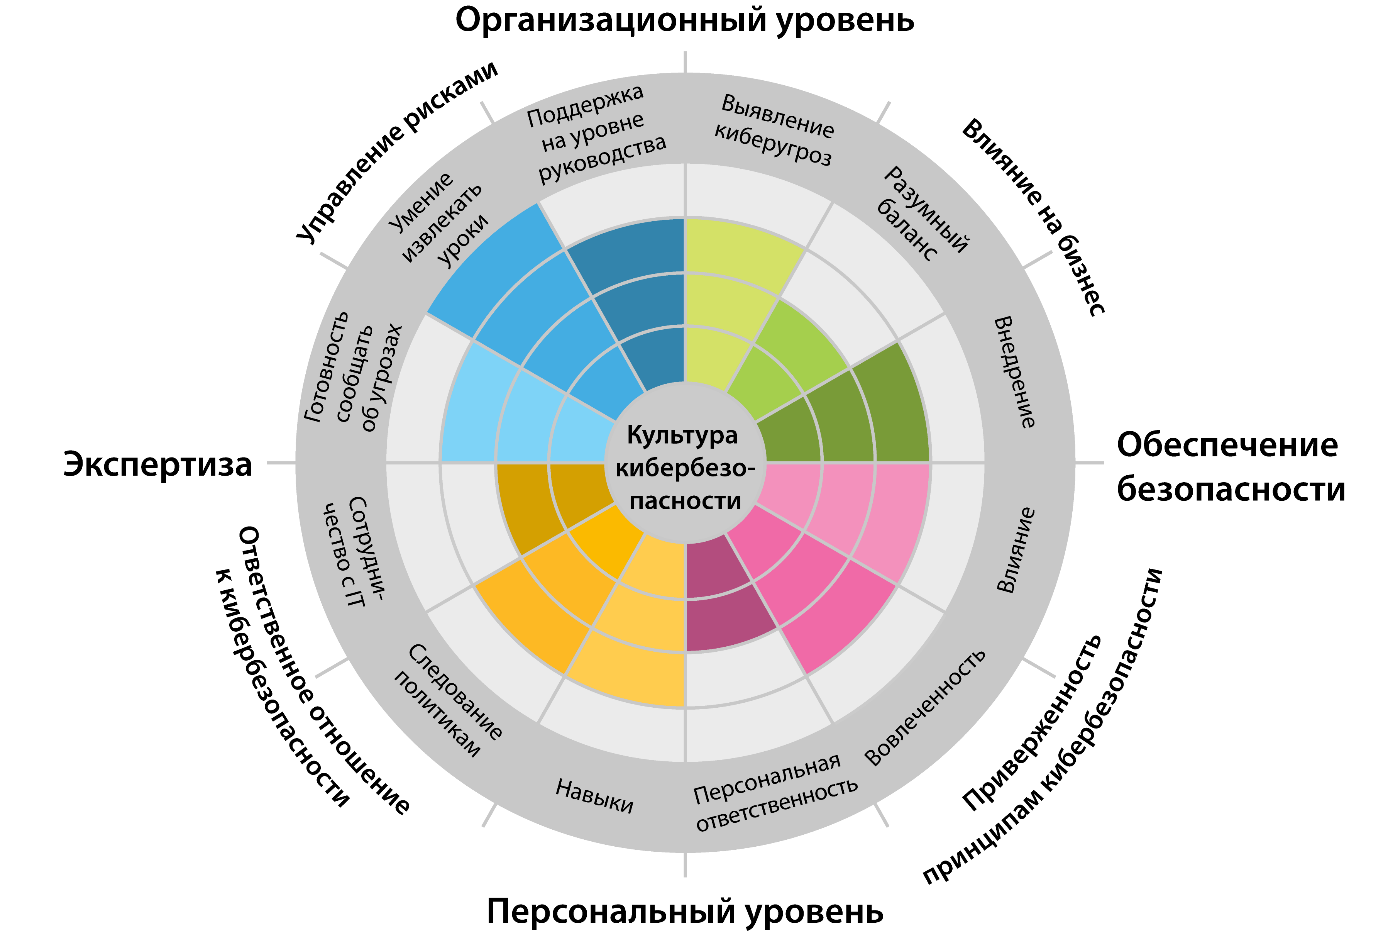 Организационный уровень
Управление рисками
Поддержка
на уровне
руководства
Выявление
киберугроз
Влияние на бизнес
Умение
извлекать
уроки
Разумный
баланс
Готовность
сообщать
об угрозах
Внедрение
Экспертиза
Культура
кибербезо-
пасности
Обеспечение
безопасности
Сотрудни-
чество с IT
Влияние
Ответственное отношение
к кибербезопасности
Следование
политикам
Навыки
Персональная
ответственность
Вовлеченность
Приверженность
принципам кибербезопасности
Персональный уровень